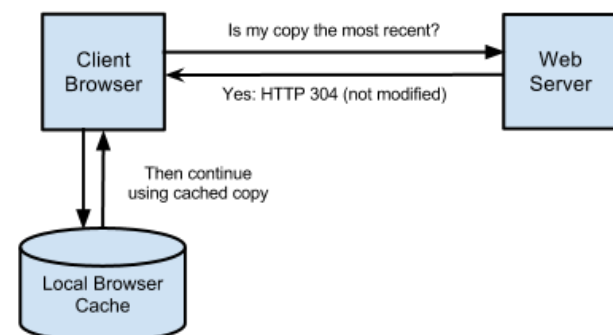 Client
Browser
Is my copy the most recent?
Web
Server
Yes: HTTP 304 (not modified)
Then continue
using cached copy
Local Browser
Cache